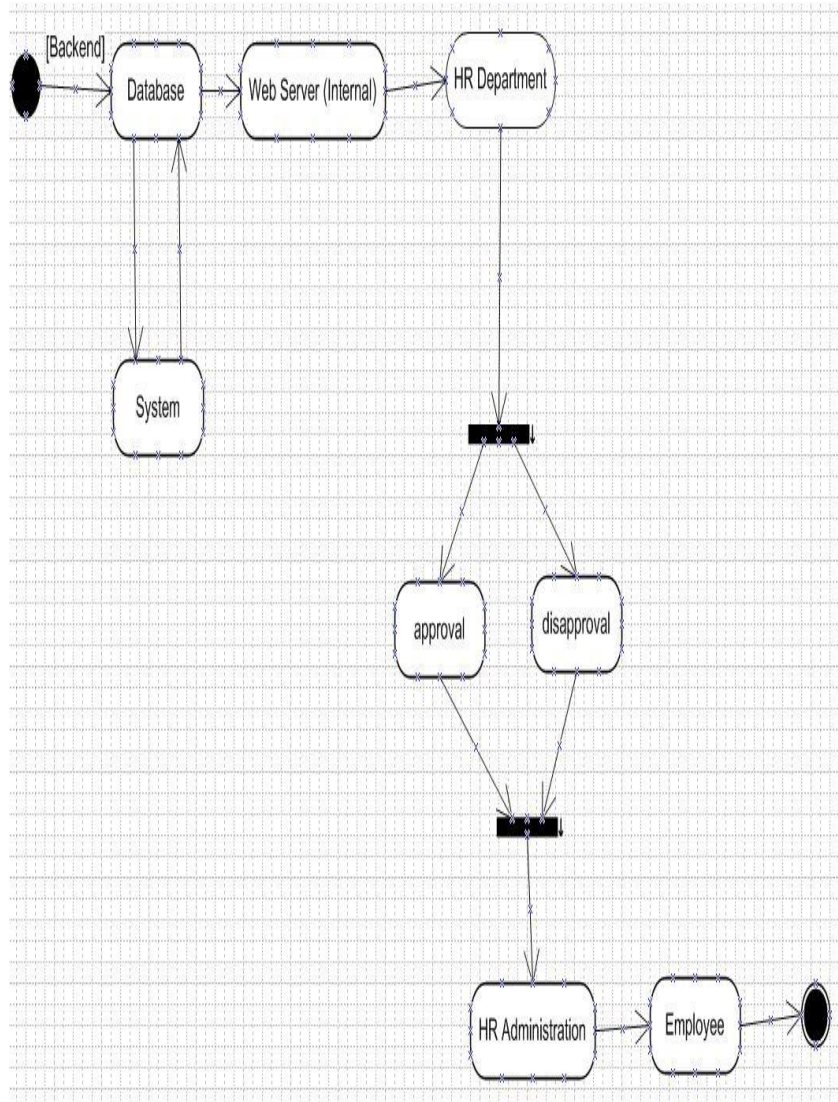 [Backend]
Database
Web Server (Internal)
HR Department
System
approval
disapproval
HR Administration
Employee